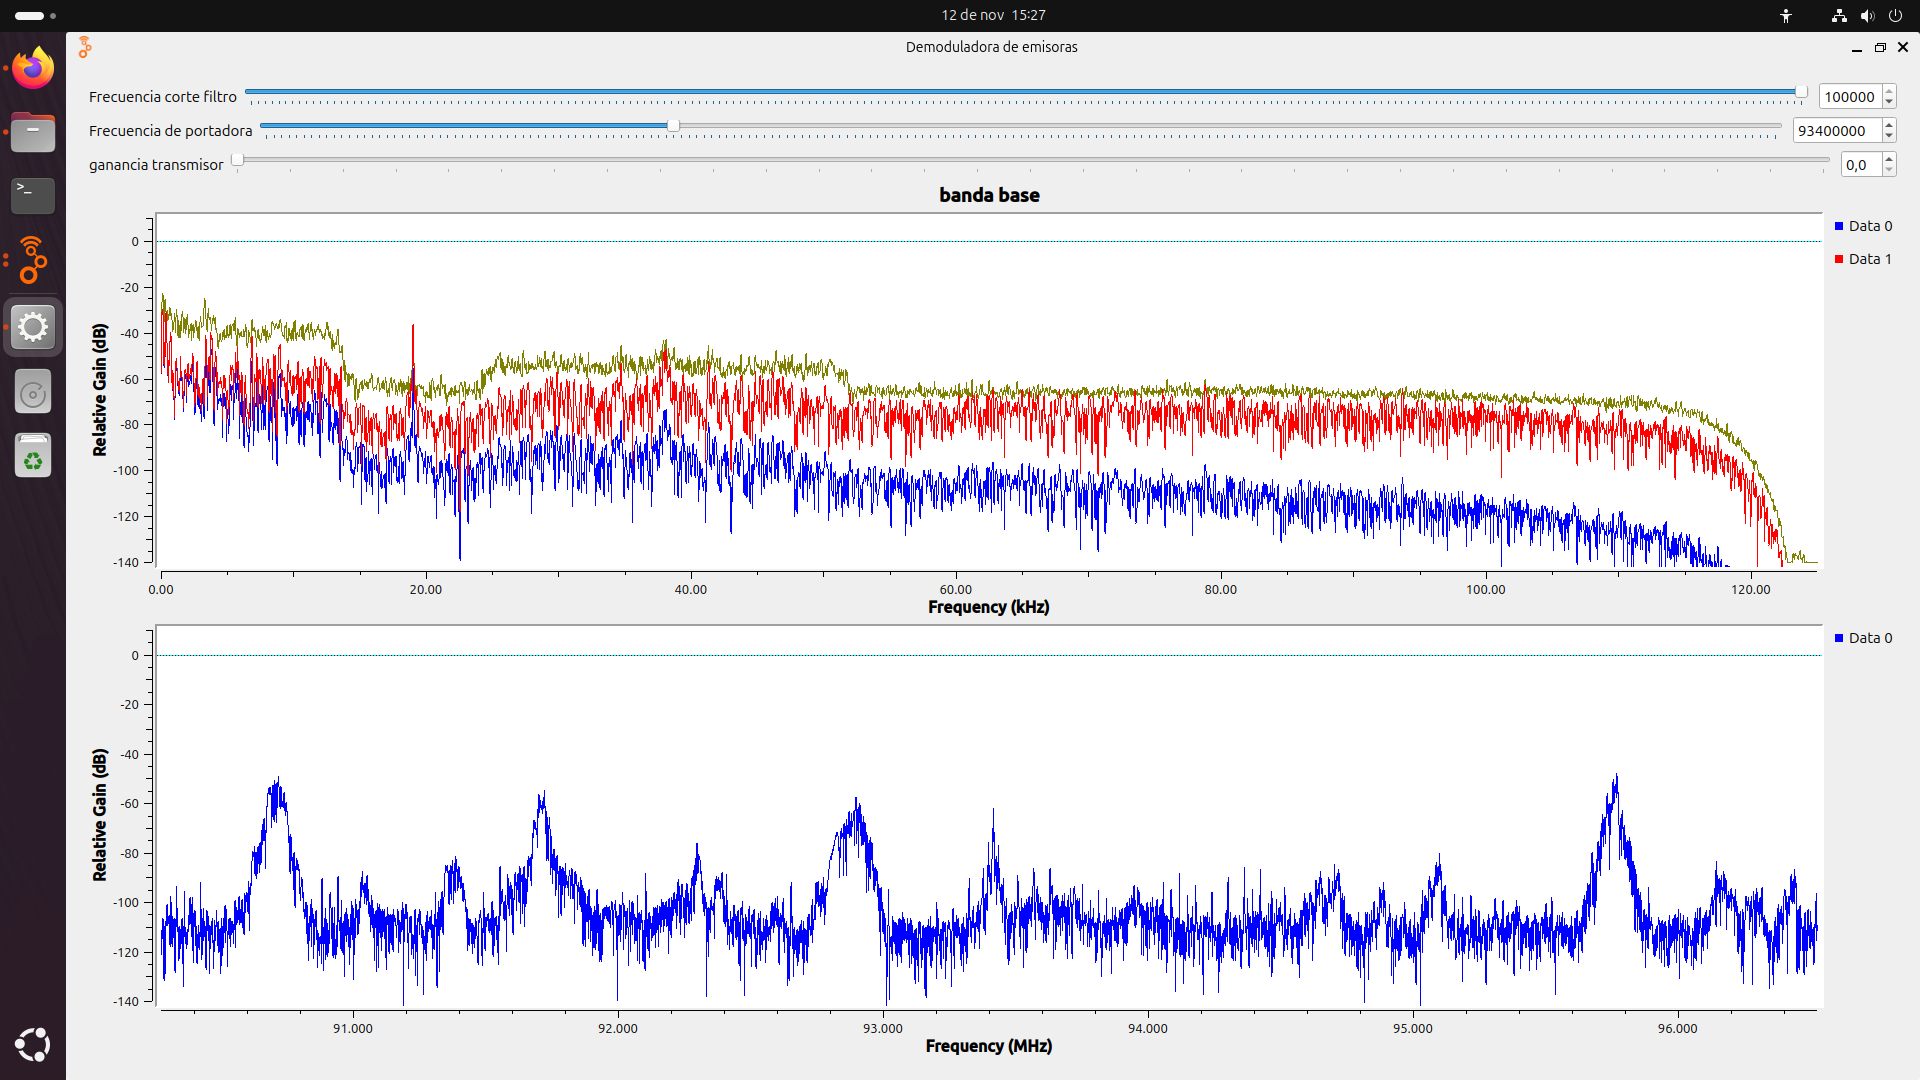 12 de nov 15:27
Demoduladora de emisoras
Frecuencia corte filtro 100000
Frecuencia de portadora 93400000
ganancia transmisor 0,0
banda base
Data 0
Data 1
Relative Gain (dB)
0
-20
-40
-60
-80
-100
-120
-140
0.00 20.00 40.00 60.00 80.00 100.00 120.00
Frequency (kHz)
Data 0
Relative Gain (dB)
0
-20
-40
-60
-80
-100
-120
-140
91.000 92.000 93.000 94.000 95.000 96.000
Frequency (MHz)
>_